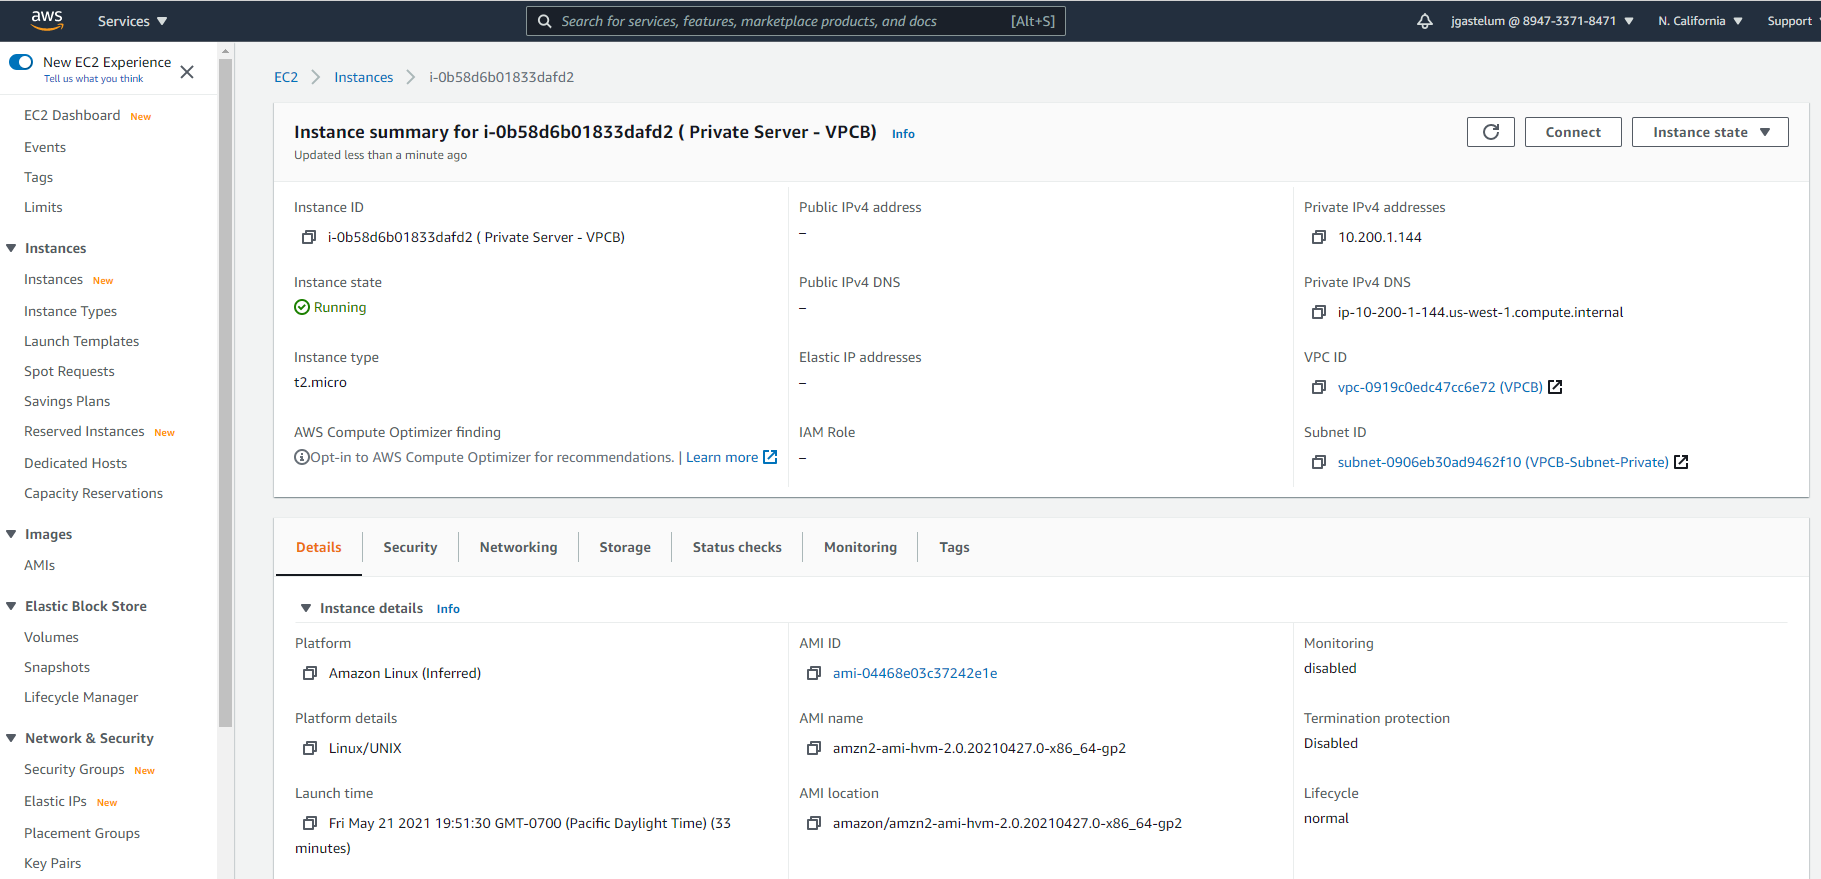 aws
Services
Search for services, features, marketplace products, and docs [Alt+S]
jgastelum @ 8947-3371-8471
N. California
Support
New EC2 Experience
Tell us what you think
EC2 Dashboard New
Events
Tags
Limits
Instances
Instances New
Instance Types
Launch Templates
Spot Requests
Savings Plans
Reserved Instances New
Dedicated Hosts
Capacity Reservations
Images
AMIs
Elastic Block Store
Volumes
Snapshots
Lifecycle Manager
Network & Security
Security Groups New
Elastic IPs New
Placement Groups
Key Pairs
EC2 > Instances > i-0b58d6b01833dafd2
Instance summary for i-0b58d6b01833dafd2 ( Private Server - VPCB) Info
Updated less than a minute ago
Connect
Instance state
Instance ID
i-0b58d6b01833dafd2 ( Private Server - VPCB)
Public IPv4 address
–
Private IPv4 addresses
10.200.1.144
Instance state
Running
Public IPv4 DNS
–
Private IPv4 DNS
ip-10-200-1-144.us-west-1.compute.internal
Instance type
t2.micro
Elastic IP addresses
–
VPC ID
vpc-0919c0edc47cc6e72 (VPCB)
AWS Compute Optimizer finding
Opt-in to AWS Compute Optimizer for recommendations. | Learn more
IAM Role
–
Subnet ID
subnet-0906eb30ad9462f10 (VPCB-Subnet-Private)
Details
Security
Networking
Storage
Status checks
Monitoring
Tags
Instance details Info
Platform
Amazon Linux (Inferred)
AMI ID
ami-04468e03c37242e1e
Monitoring
disabled
Platform details
Linux/UNIX
AMI name
amzn2-ami-hvm-2.0.20210427.0-x86_64-gp2
Termination protection
Disabled
Launch time
Fri May 21 2021 19:51:30 GMT-0700 (Pacific Daylight Time) (33
minutes)
AMI location
amazon/amzn2-ami-hvm-2.0.20210427.0-x86_64-gp2
Lifecycle
normal